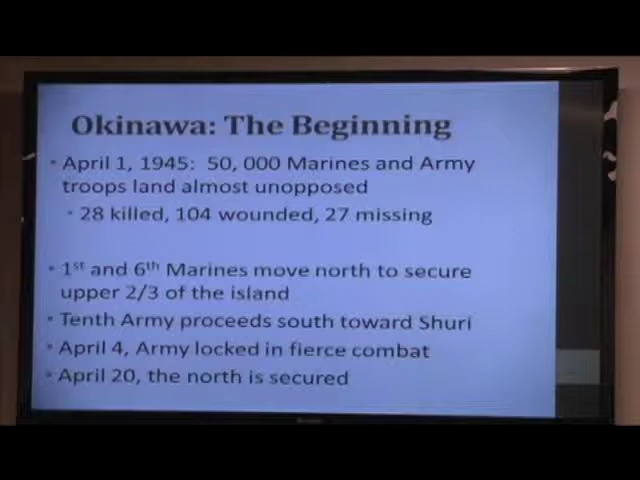 Okinawa: The Beginning
• April 1, 1945: 50, 000 Marines and Army
troops land almost unopposed
• 28 killed, 104 wounded, 27 missing
• 1st and 6th Marines move north to secure
upper 2/3 of the island
• Tenth Army proceeds south toward Shuri
• April 4, Army locked in fierce combat
• April 20, the north is secured